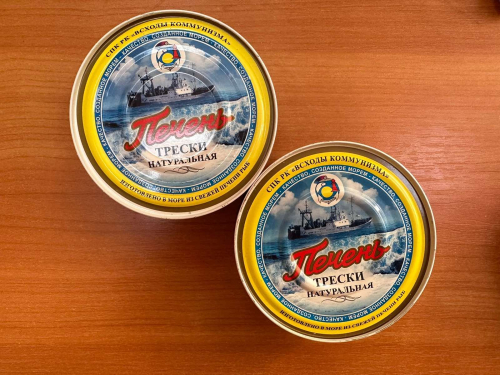 СПК РК «ВСХОДЫ КОММУНИЗМА»
КАЧЕСТВО, СОЗДАННОЕ МОРЕМ
Печень
ТРЕСКИ
НАТУРАЛЬНАЯ
ИЗГОТОВЛЕНО В МОРЕ ИЗ СВЕЖЕЙ ПЕЧЕНИ РЫБ
СПК РК «ВСХОДЫ КОММУНИЗМА»
КАЧЕСТВО, СОЗДАННОЕ МОРЕМ
Печень
ТРЕСКИ
НАТУРАЛЬНАЯ
ИЗГОТОВЛЕНО В МОРЕ ИЗ СВЕЖЕЙ ПЕЧЕНИ РЫБ